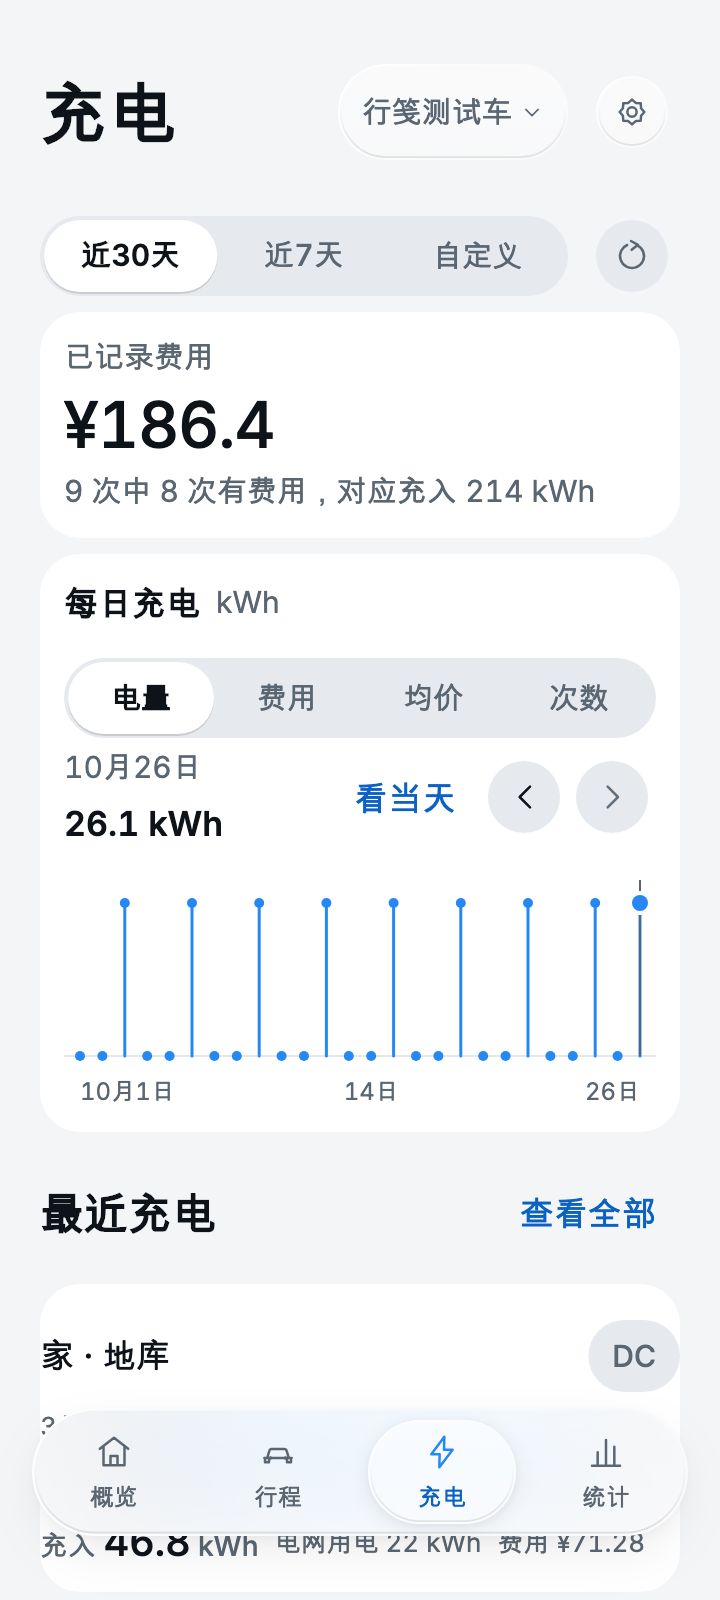 充电
行笺测试车
近30天 近7天 自定义
已记录费用
¥186.4
9 次中 8 次有费用，对应充入 214 kWh
每日充电 kWh
电量 费用 均价 次数
10月26日
看当天
26.1 kWh
10月1日 14日 26日
最近充电 查看全部
家 · 地库 DC
概览 行程 充电 统计
充入 46.8 kWh 电网用电 22 kWh 费用 ¥71.28